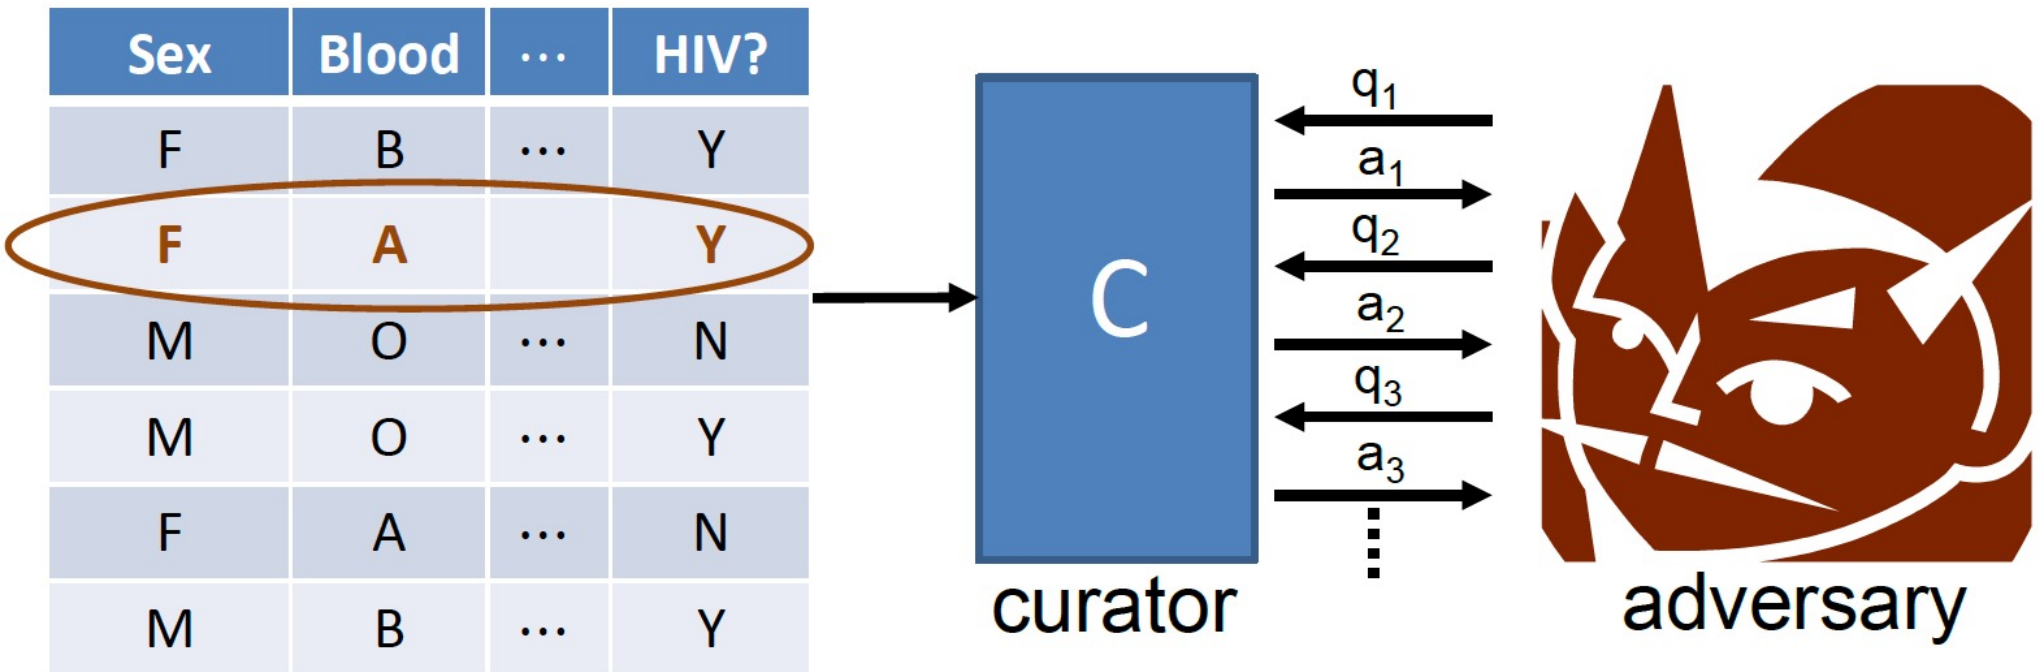 Sex Blood ... HIV?
F B ... Y
F A Y
M O ... N
M O ... Y
F A ... N
M B ... Y
C
curator
q1
a1
q2
a2
q3
a3
adversary